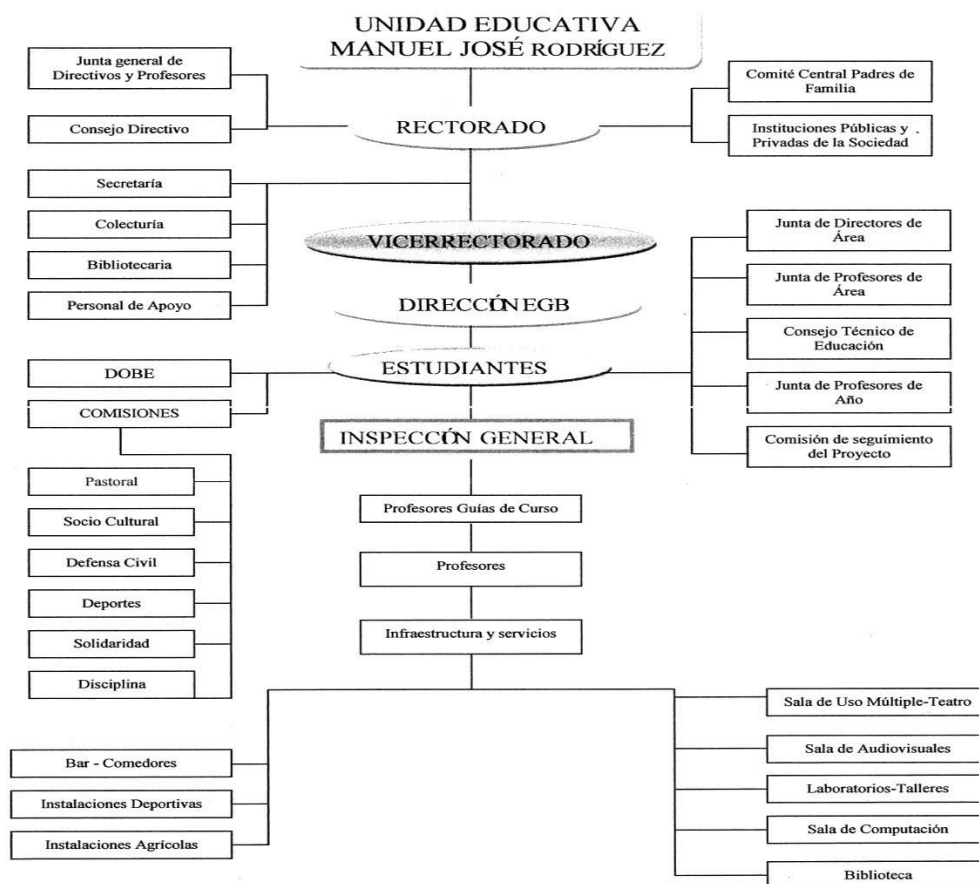 UNIDAD EDUCATIVA
MANUEL JOSÉ RODRÍGUEZ
Junta general de
Directivos y Profesores
Consejo Directivo
RECTORADO
Comité Central Padres de
Familia
Instituciones Públicas y
Privadas de la Sociedad
Secretaría
Colecturía
Bibliotecaria
Personal de Apoyo
VICERRECTORADO
DIRECCIÓN EGB
ESTUDIANTES
Junta de Directores de
Área
Junta de Profesores de
Área
Consejo Técnico de
Educación
Junta de Profesores de
Año
Comisión de seguimiento
del Proyecto
DOBE
COMISIONES
Pastoral
Socio Cultural
Defensa Civil
Deportes
Solidaridad
Disciplina
INSPECCIÓN GENERAL
Profesores Guías de Curso
Profesores
Infraestructura y servicios
Bar - Comedores
Instalaciones Deportivas
Instalaciones Agrícolas
Sala de Uso Múltiple-Teatro
Sala de Audiovisuales
Laboratorios-Talleres
Sala de Computación
Biblioteca